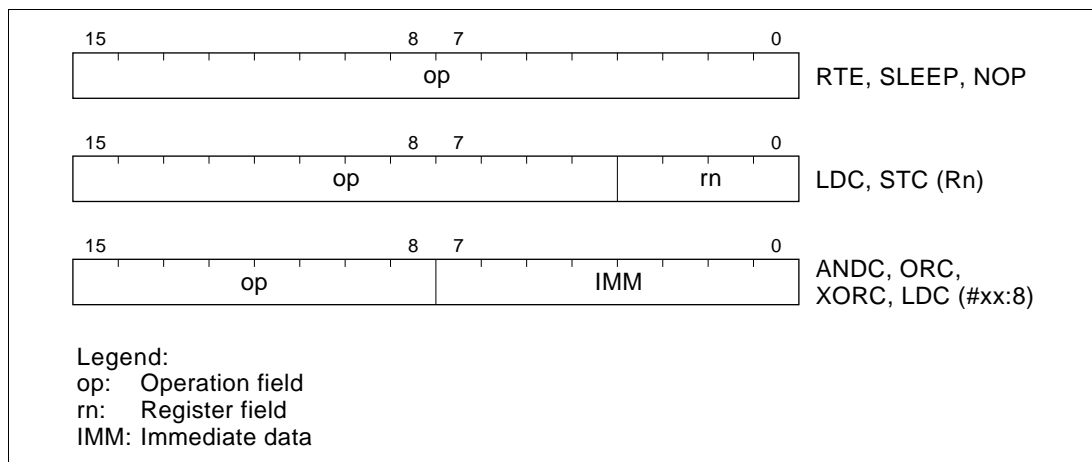 15 8 7 0
op
RTE, SLEEP, NOP
15 8 7 0
op rn
LDC, STC (Rn)
15 8 7 0
op IMM
ANDC, ORC,
XORC, LDC (#xx:8)
Legend:
op: Operation field
rn: Register field
IMM: Immediate data